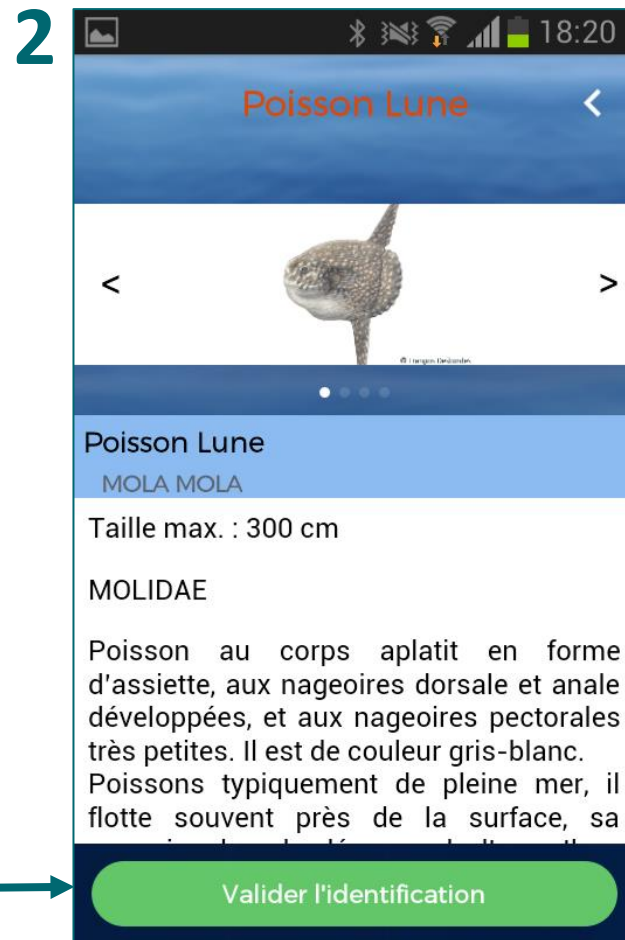 2
18:20
Poisson Lune
<
< >
© François Desbordes
Poisson Lune
MOLA MOLA
Taille max. : 300 cm
MOLIDAE
Poisson au corps aplatit en forme
d'assiette, aux nageoires dorsale et anale
développées, et aux nageoires pectorales
très petites. Il est de couleur gris-blanc.
Poissons typiquement de pleine mer, il
flotte souvent près de la surface, sa
Valider l'identification